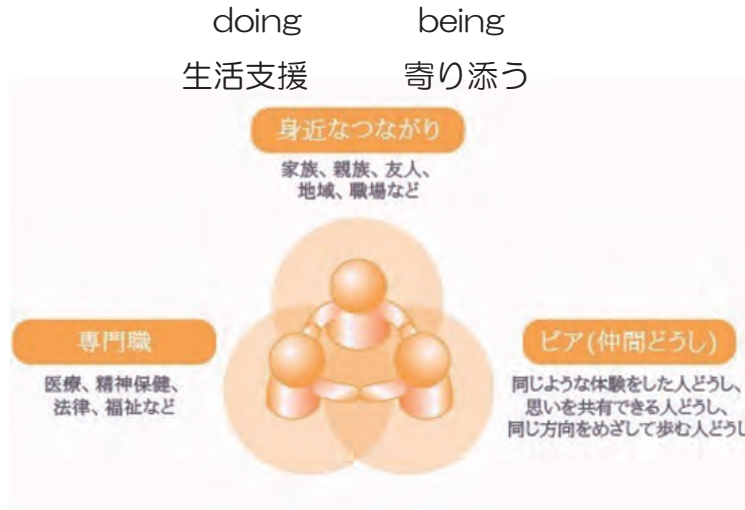 doing being
生活支援 寄り添う
身近なつながり
家族、親族、友人、
地域、職場など
専門職
医療、精神保健、
法律、福祉など
ピア(仲間どうし)
同じような体験をした人どうし、
思いを共有できる人どうし、
同じ方向をめざして歩む人どうし